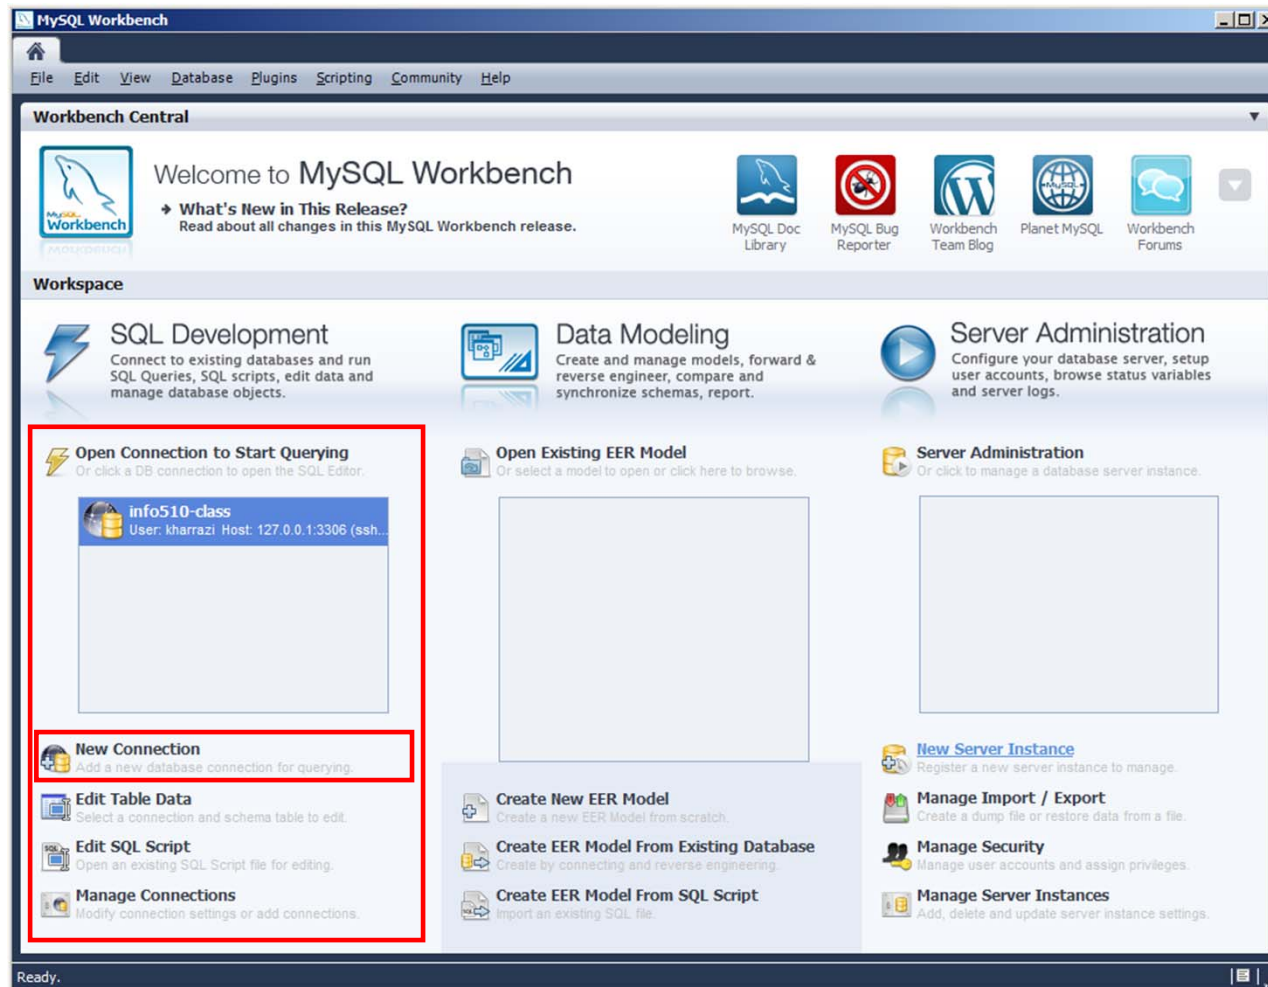 MySQL Workbench
File Edit View Database Plugins Scripting Community Help
Workbench Central
MySQL
Workbench
Welcome to MySQL Workbench
What's New in This Release?
Read about all changes in this MySQL Workbench release.
MySQL Doc
Library
MySQL Bug
Reporter
Workbench
Team Blog
MySQL
Planet MySQL
Workbench
Forums
Workspace
SQL Development
Connect to existing databases and run
SQL Queries, SQL scripts, edit data and
manage database objects.
Data Modeling
Create and manage models, forward &
reverse engineer, compare and
synchronize schemas, report.
Server Administration
Configure your database server, setup
user accounts, browse status variables
and server logs.
Open Connection to Start Querying
Or click a DB connection to open the SQL Editor.
info510-class
User: kharrazi Host: 127.0.0.1:3306 (ssh...
New Connection
Add a new database connection for querying.
Edit Table Data
Select a connection and schema table to edit.
Edit SQL Script
Open an existing SQL Script file for editing.
Manage Connections
Modify connection settings or add connections.
Open Existing EER Model
Or select a model to open or click here to browse.
Create New EER Model
Create a new EER Model from scratch.
Create EER Model From Existing Database
Create by connecting and reverse engineering.
Create EER Model From SQL Script
Import an existing SQL file.
Server Administration
Or click to manage a database server instance.
New Server Instance
Register a new server instance to manage.
Manage Import / Export
Create a dump file or restore data from a file.
Manage Security
Manage user accounts and assign privileges.
Manage Server Instances
Add, delete and update server instance settings.
Ready.